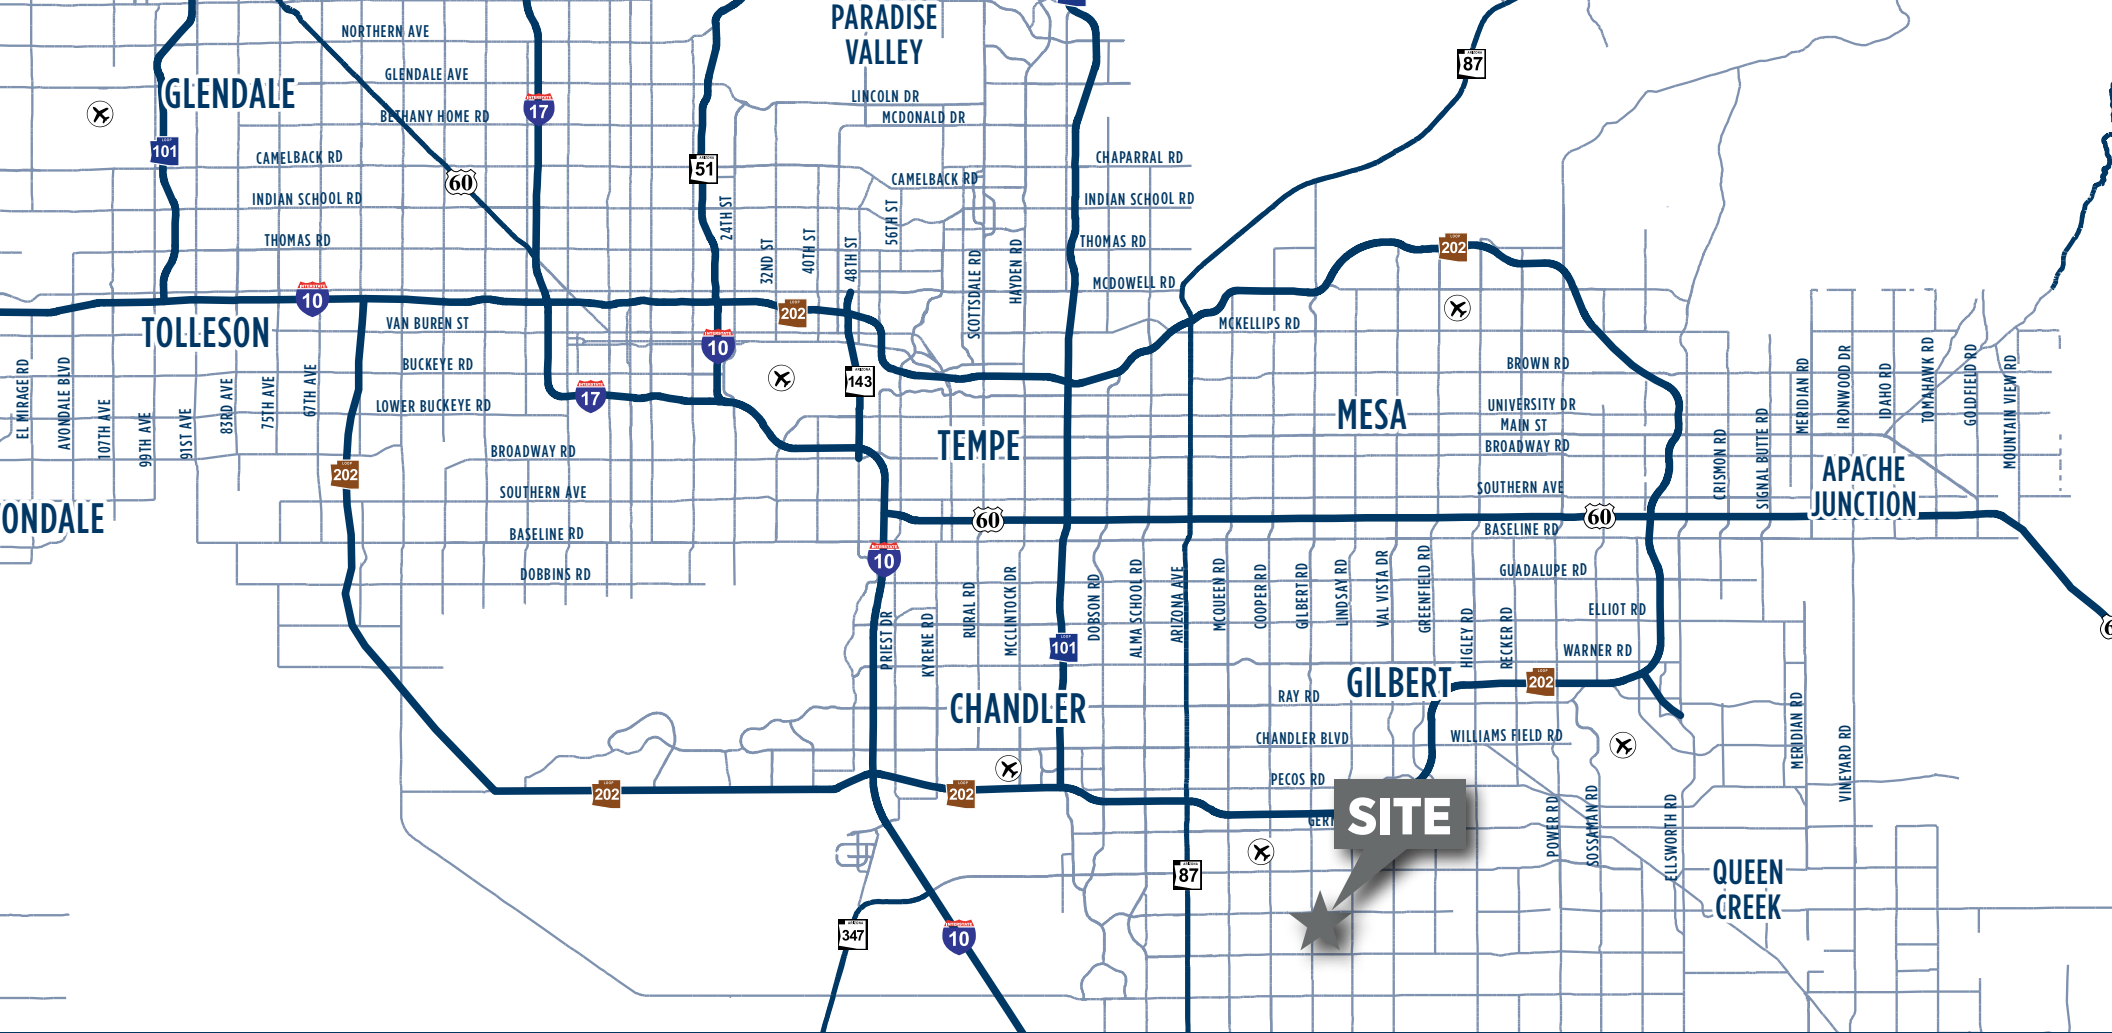 PARADISE
VALLEY
NORTHERN AVE
GLENDALE AVE
GLENDALE
LINCOLN DR
17
BETHANY HOME RD
MCDONALD DR
87
101
CAMELBACK RD
51
CHAPARRAL RD
60
CAMELBACK RD
INDIAN SCHOOL RD
INDIAN SCHOOL RD
24TH ST
32ND ST
40TH ST
48TH ST
56TH ST
SCOTTSDALE RD
HAYDEN RD
THOMAS RD
THOMAS RD
202
MCDOWELL RD
10
202
TOLLESON
VAN BUREN ST
MCKELLIPS RD
10
BUCKEYE RD
BROWN RD
143
17
LOWER BUCKEYE RD
UNIVERSITY DR
MESA
MAIN ST
BROADWAY RD
EL MIRAGE RD
AVONDALE BLVD
107TH AVE
99TH AVE
91ST AVE
83RD AVE
75TH AVE
67TH AVE
CRISMON RD
SIGNAL BUTTE RD
MERIDIAN RD
IRONWOOD DR
IDAHO RD
TOMAHAWK RD
GOLDFIELD RD
MOUNTAIN VIEW RD
TEMPE
BROADWAY RD
202
APACHE
JUNCTION
SOUTHERN AVE
SOUTHERN AVE
ONDALE
60
60
BASELINE RD
BASELINE RD
10
DOBBINS RD
GUADALUPE RD
ELLIOT RD
PRIEST DR
KYRENE RD
RURAL RD
MCCLINTOCK DR
DOBSON RD
ALMA SCHOOL RD
ARIZONA AVE
MCQUEEN RD
COOPER RD
GILBERT RD
LINDSAY RD
VAL VISTA DR
GREENFIELD RD
HIGLEY RD
RECKER RD
101
WARNER RD
GILBERT
202
CHANDLER
RAY RD
CHANDLER BLVD
WILLIAMS FIELD RD
MERIDIAN RD
VINEYARD RD
PECOS RD
202
202
SITE
GER
POWER RD
SOSSAMAN RD
ELLSWORTH RD
87
QUEEN
CREEK
347
10